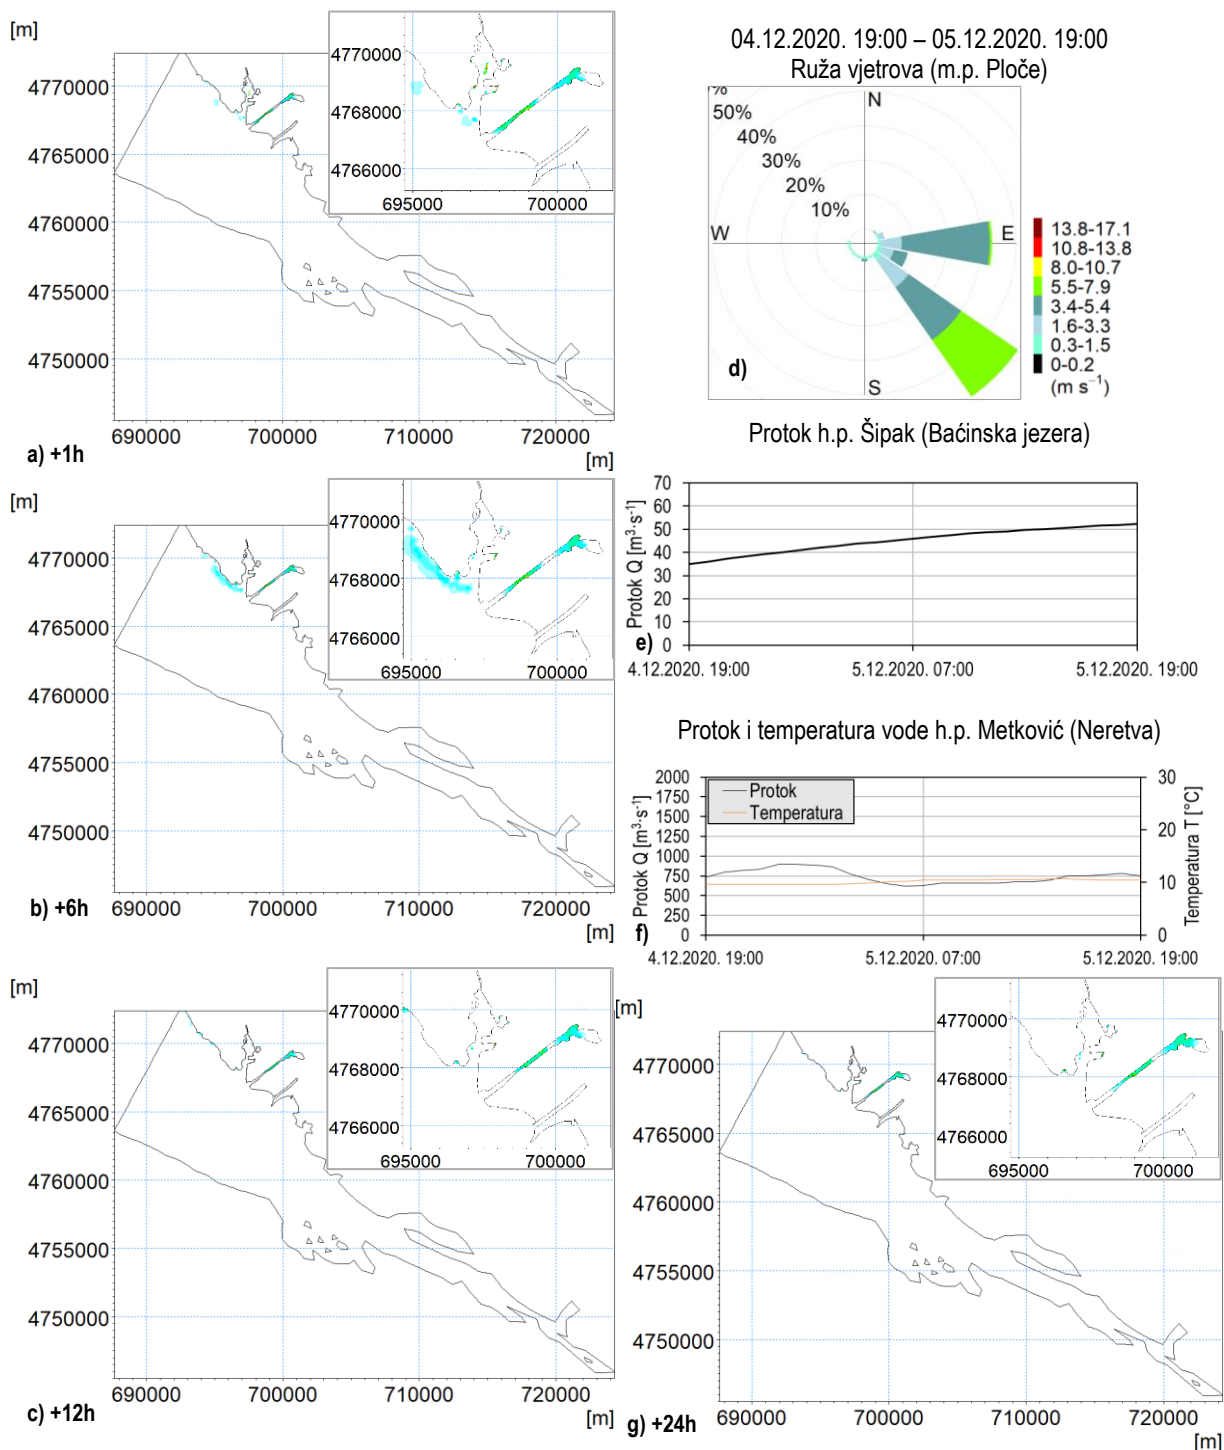 [m]
4770000
4765000
4760000
4755000
4750000
690000 700000 710000 720000
[m]
4770000
4768000
4766000
695000 700000
a) +1h
04.12.2020. 19:00 – 05.12.2020. 19:00
Ruža vjetrova (m.p. Ploče)
%
50%
40%
30%
20%
10%
N
W
E
S
13.8-17.1
10.8-13.8
8.0-10.7
5.5-7.9
3.4-5.4
1.6-3.3
0.3-1.5
0-0.2
(m s⁻¹)
d)
[m]
4770000
4765000
4760000
4755000
4750000
690000 700000 710000 720000
[m]
4770000
4768000
4766000
695000 700000
b) +6h
Protok h.p. Šipak (Baćinska jezera)
Protok Q [m³·s⁻¹]
70
60
50
40
30
20
10
0
4.12.2020. 19:00 5.12.2020. 07:00 5.12.2020. 19:00
e)
Protok i temperatura vode h.p. Metković (Neretva)
Protok Q [m³·s⁻¹]
2000
1750
1500
1250
1000
750
500
250
0
Protok
Temperatura
30
20
10
0
Temperatura T [°C]
4.12.2020. 19:00 5.12.2020. 07:00 5.12.2020. 19:00
f)
[m]
4770000
4765000
4760000
4755000
4750000
690000 700000 710000 720000
[m]
4770000
4768000
4766000
695000 700000
c) +12h
[m]
4770000
4765000
4760000
4755000
4750000
690000 700000 710000 720000
[m]
4770000
4768000
4766000
695000 700000
g) +24h